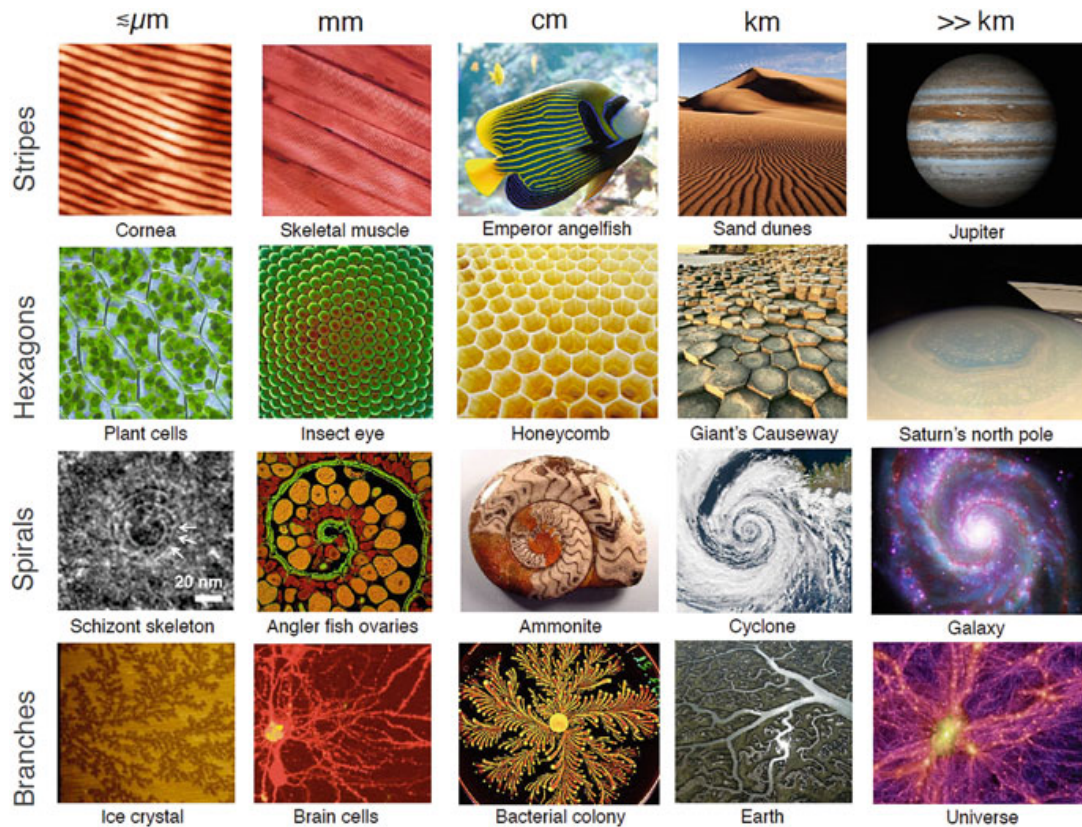 ≲μm mm cm km >> km
Stripes
Cornea Skeletal muscle Emperor angelfish Sand dunes Jupiter
Hexagons
Plant cells Insect eye Honeycomb Giant's Causeway Saturn's north pole
Spirals
20 nm
Schizont skeleton Angler fish ovaries Ammonite Cyclone Galaxy
Branches
Ice crystal Brain cells Bacterial colony Earth Universe